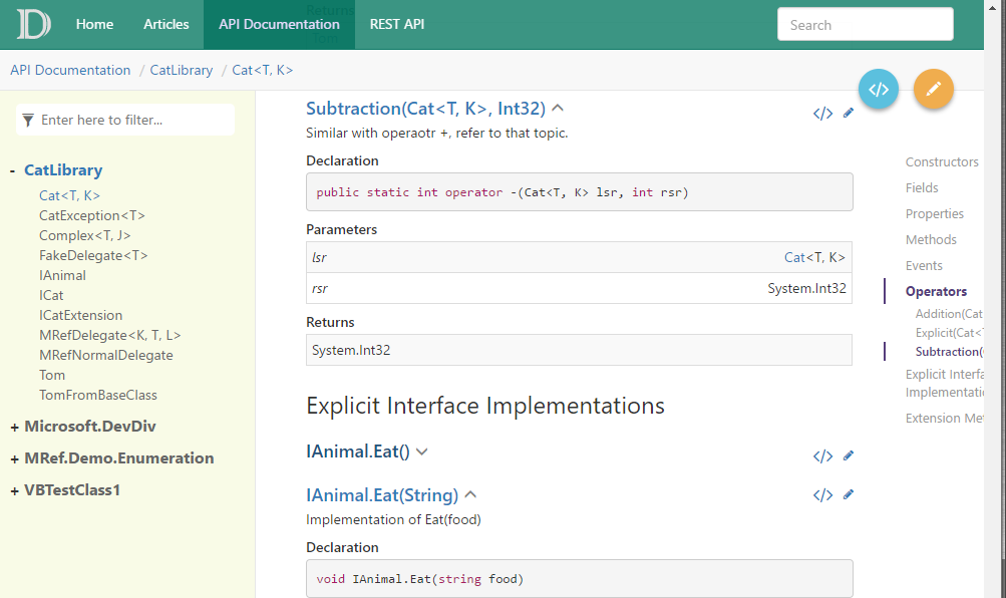 Home Articles API Documentation REST API Search
Returns
API Documentation / CatLibrary / Cat<T, K>
Enter here to filter...
- CatLibrary
Cat<T, K>
CatException<T>
Complex<T, J>
FakeDelegate<T>
IAnimal
ICat
ICatExtension
MRefDelegate<K, T, L>
MRefNormalDelegate
Tom
TomFromBaseClass
+ Microsoft.DevDiv
+ MRef.Demo.Enumeration
+ VBTestClass1
Subtraction(Cat<T, K>, Int32)
Similar with operaotr +, refer to that topic.
Declaration
public static int operator -(Cat<T, K> lsr, int rsr)
Parameters
lsr Cat<T, K>
rsr System.Int32
Returns
System.Int32
Explicit Interface Implementations
IAnimal.Eat()
IAnimal.Eat(String)
Implementation of Eat(food)
Declaration
void IAnimal.Eat(string food)
Constructors
Fields
Properties
Methods
Events
Operators
Addition(Cat
Explicit(Cat<
Subtraction(
Explicit Interfa
Implementati
Extension Me